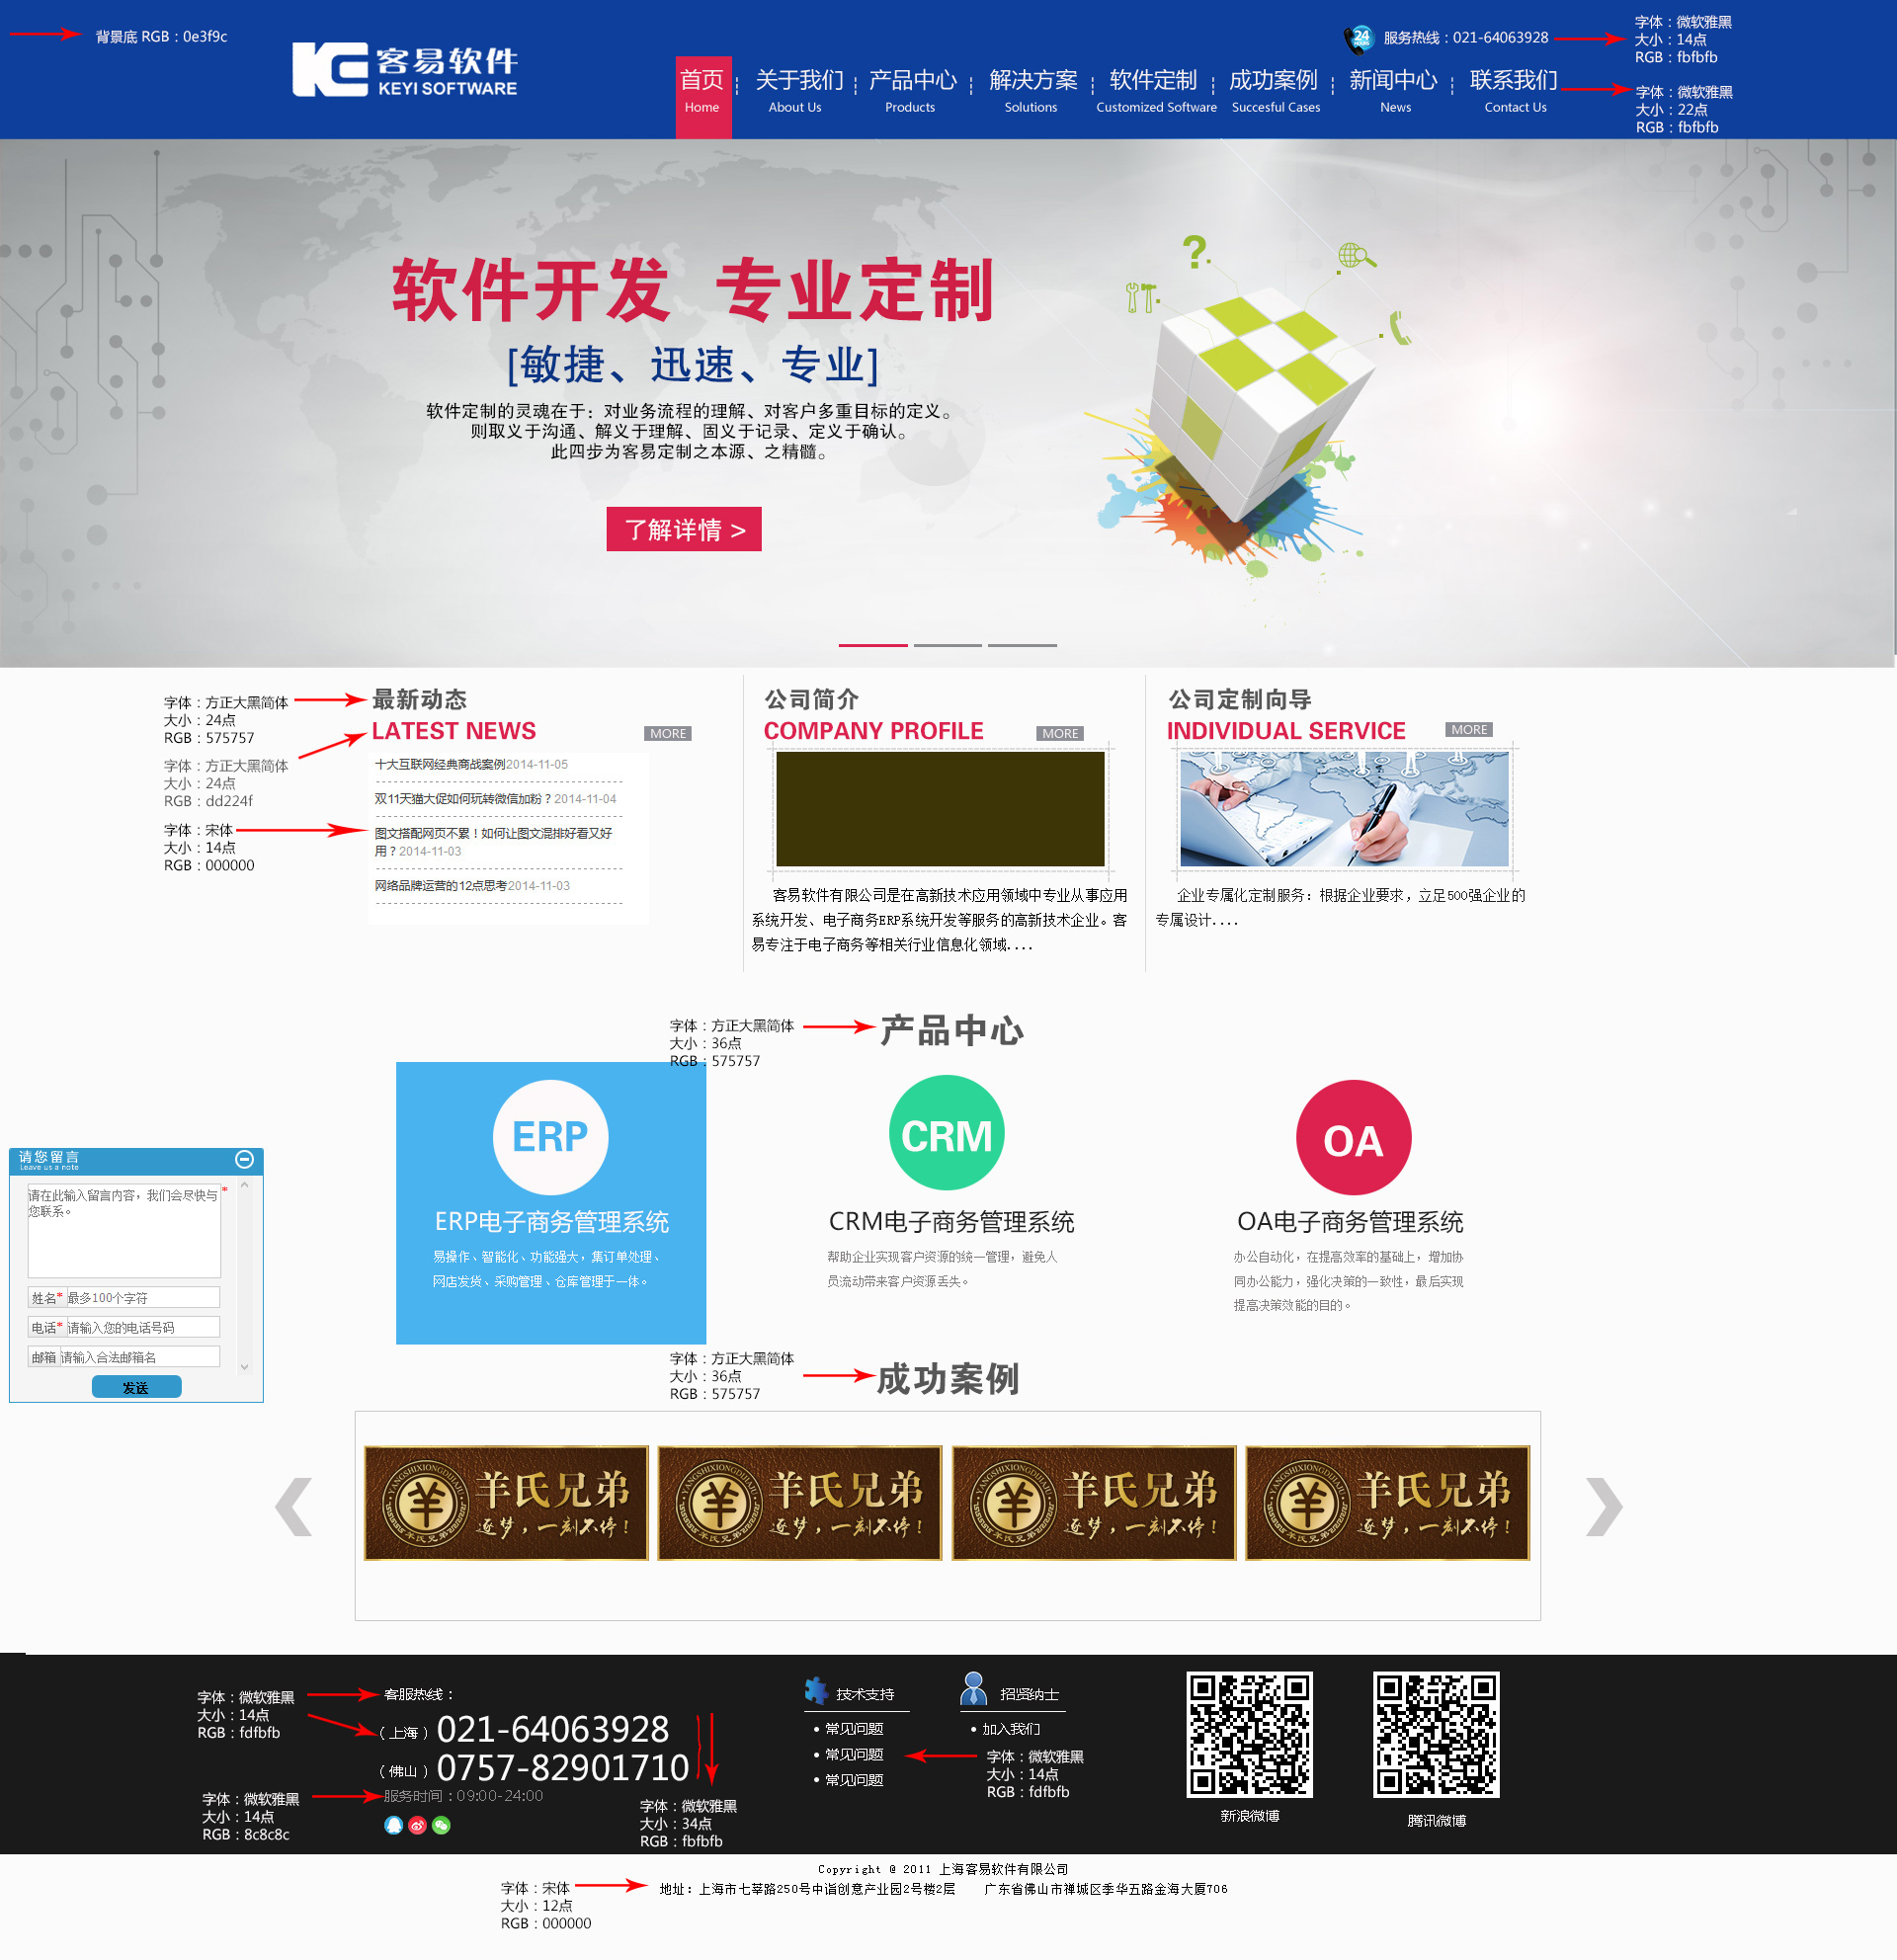 背景底 RGB：0e3f9c
客易软件
KEYI SOFTWARE
服务热线：021-64063928
字体：微软雅黑
大小：14点
RGB：fbfbfb
首页 关于我们 产品中心 解决方案 软件定制 成功案例 新闻中心 联系我们
Home About Us Products Solutions Customized Software Succesful Cases News Contact Us
字体：微软雅黑
大小：22点
RGB：fbfbfb
软件开发 专业定制
[敏捷、迅速、专业]
软件定制的灵魂在于：对业务流程的理解、对客户多重目标的定义。
则取义于沟通、解义于理解、固义于记录、定义于确认。
此四步为客易定制之本源、之精髓。
了解详情 >
字体：方正大黑简体
大小：24点
RGB：575757
字体：方正大黑简体
大小：24点
RGB：dd224f
字体：宋体
大小：14点
RGB：000000
最新动态
LATEST NEWS
MORE
十大互联网经典商战案例2014-11-05
双11天猫大促如何玩转微信加粉？2014-11-04
图文搭配网页不累！如何让图文混排好看又好
用？2014-11-03
网络品牌运营的12点思考2014-11-03
公司简介
COMPANY PROFILE
MORE
客易软件有限公司是在高新技术应用领域中专业从事应用
系统开发、电子商务ERP系统开发等服务的高新技术企业。客
易专注于电子商务等相关行业信息化领域....
公司定制向导
INDIVIDUAL SERVICE
MORE
企业专属化定制服务：根据企业要求，立足500强企业的
专属设计....
字体：方正大黑简体
大小：36点
RGB：575757
产品中心
ERP
ERP电子商务管理系统
易操作、智能化、功能强大，集订单处理、
网店发货、采购管理、仓库管理于一体。
CRM
CRM电子商务管理系统
帮助企业实现客户资源的统一管理，避免人
员流动带来客户资源丢失。
OA
OA电子商务管理系统
办公自动化，在提高效率的基础上，增加协
同办公能力，强化决策的一致性，最后实现
提高决策效能的目的。
请您留言
Leave us a note
请在此输入留言内容，我们会尽快与
您联系。
*
姓名* 最多100个字符
电话* 请输入您的电话号码
邮箱 请输入合法邮箱名
发送
字体：方正大黑简体
大小：36点
RGB：575757
成功案例
YANGSHIXIONGDIJIAJU
羊氏兄弟
逐梦，一刻不停！
YANGSHIXIONGDIJIAJU
羊氏兄弟
逐梦，一刻不停！
YANGSHIXIONGDIJIAJU
羊氏兄弟
逐梦，一刻不停！
YANGSHIXIONGDIJIAJU
羊氏兄弟
逐梦，一刻不停！
字体：微软雅黑
大小：14点
RGB：fdfbfb
客服热线：
（上海）021-64063928
（佛山）0757-82901710
服务时间：09:00-24:00
字体：微软雅黑
大小：14点
RGB：8c8c8c
字体：微软雅黑
大小：34点
RGB：fbfbfb
技术支持
• 常见问题
• 常见问题
• 常见问题
招贤纳士
• 加入我们
字体：微软雅黑
大小：14点
RGB：fdfbfb
新浪微博
腾讯微博
Copyright @ 2011 上海客易软件有限公司
地址：上海市七莘路250号中诣创意产业园2号楼2层 广东省佛山市禅城区季华五路金海大厦706
字体：宋体
大小：12点
RGB：000000